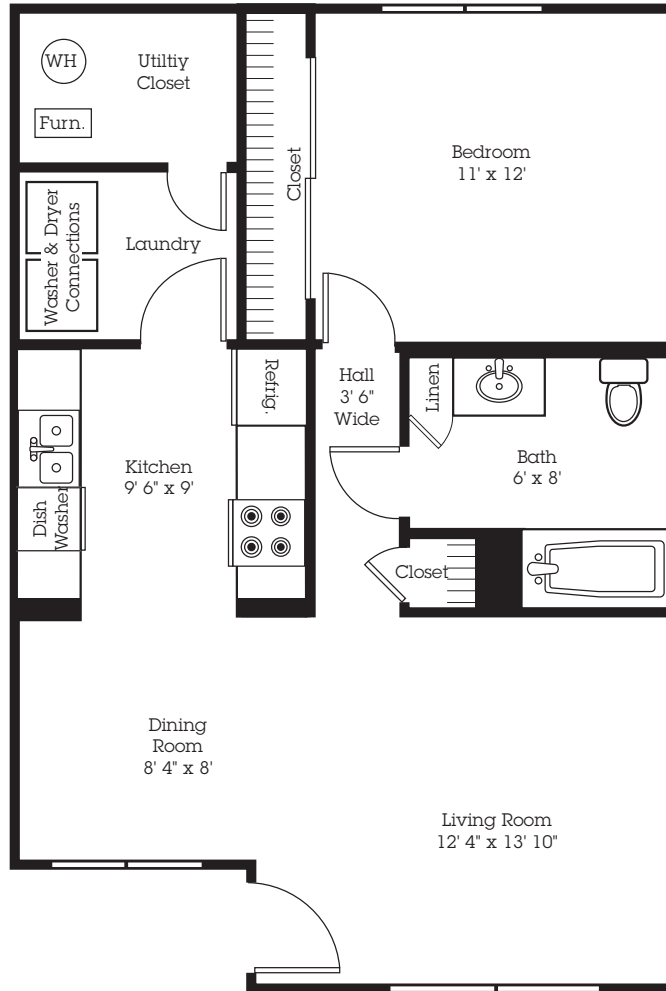 WH
Utiltiy
Closet
Furn.
Closet
Bedroom
11' x 12'
Washer & Dryer
Connections
Laundry
Refrig.
Hall
3' 6"
Wide
Linen
Kitchen
9' 6" x 9'
Bath
6' x 8'
Dish
Washer
Closet
Dining
Room
8' 4" x 8'
Living Room
12' 4" x 13' 10"